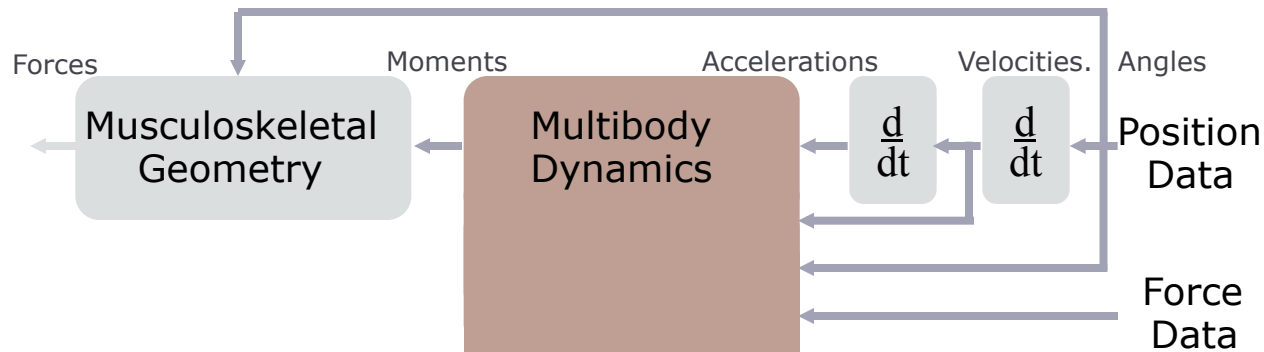 Forces
Moments
Accelerations
Velocities.
Angles
Musculoskeletal
Geometry
Multibody
Dynamics
d
dt
d
dt
Position
Data
Force
Data